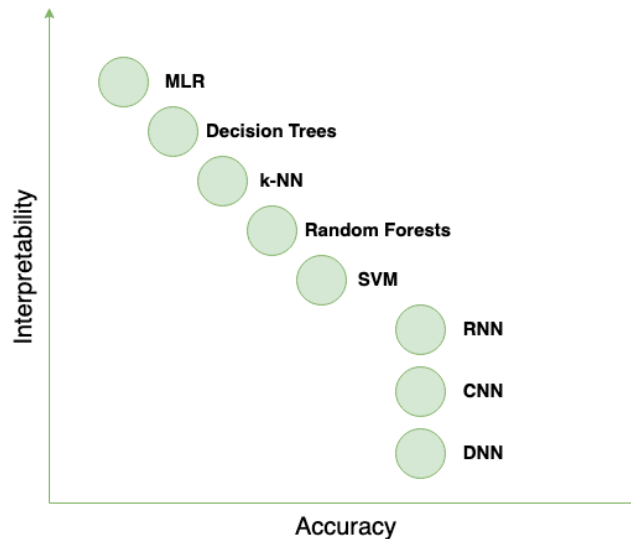 MLR
Decision Trees
k-NN
Random Forests
SVM
RNN
CNN
DNN
Interpretability
Accuracy